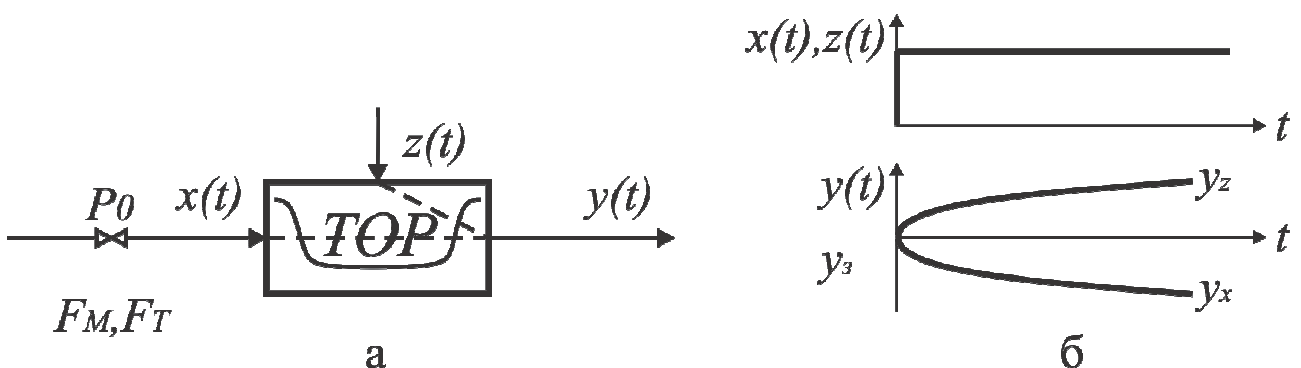 x(t),z(t)
t
z(t)
P0
x(t)
ТОР
y(t)
FM,FT
а
y(t)
yз
yz
t
yx
б